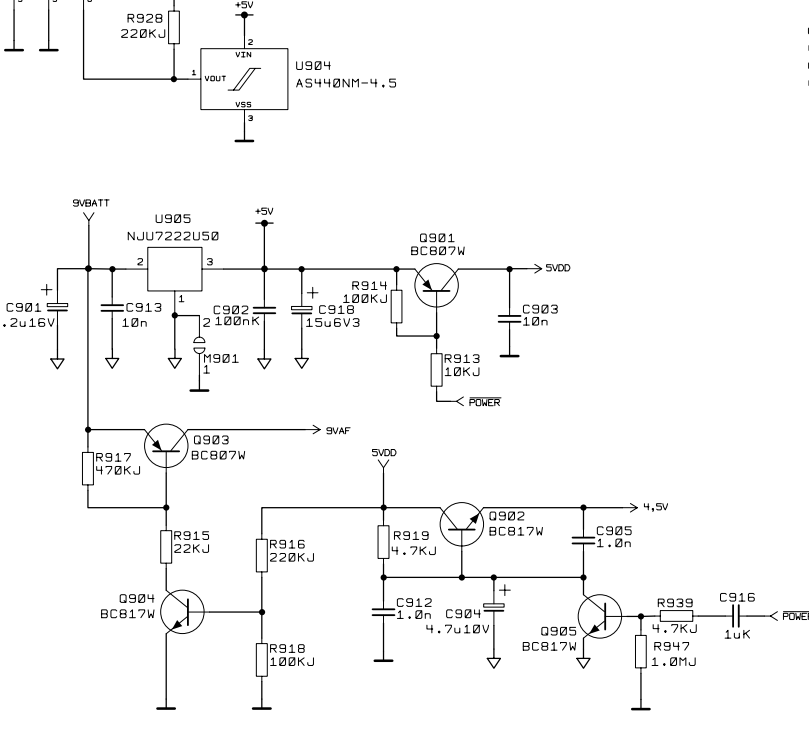 +5V
R928
220KJ
2
VIN
1
VOUT
U904
AS440NM-4.5
VSS
3
9VBATT
U905
NJU7222U50
+5V
Q901
BC807W
2
3
5VDD
R914
100KJ
1
+
C901
.2u16V
C913
10n
2
C902
100nK
+
C918
15u6V3
C903
10n
M901
1
R913
10KJ
POWER
Q903
BC807W
9VAF
R917
470KJ
5VDD
4,5V
Q902
BC817W
R915
22KJ
R916
220KJ
R919
4.7KJ
C905
1.0n
Q904
BC817W
C912
1.0n
+
C904
4.7u10V
R939
4.7KJ
C916
1uK
POWER
Q905
BC817W
R918
100KJ
R947
1.0MJ